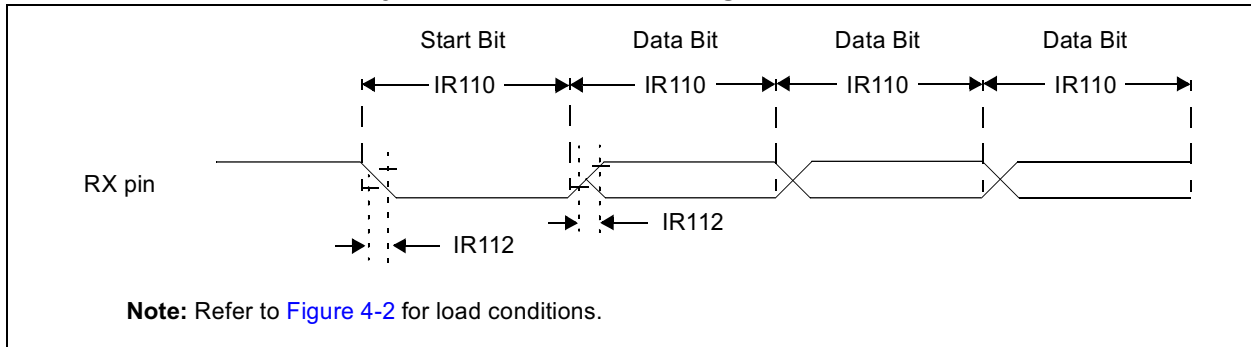 Start Bit Data Bit Data Bit Data Bit
IR110 IR110 IR110 IR110
RX pin
IR112
IR112
Note: Refer to Figure 4-2 for load conditions.